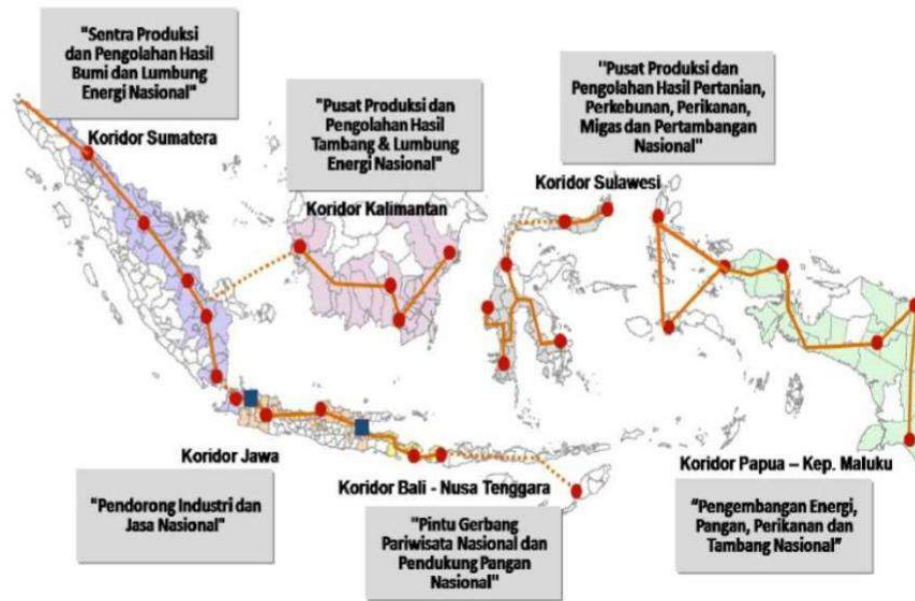 "Sentra Produksi
dan Pengolahan Hasil
Bumi dan Lumbung
Energi Nasional"
Koridor Sumatera
"Pusat Produksi dan
Pengolahan Hasil
Tambang & Lumbung
Energi Nasional"
Koridor Kalimantan
"Pusat Produksi dan
Pengolahan Hasil Pertanian,
Perkebunan, Perikanan,
Migas dan Pertambangan
Nasional"
Koridor Sulawesi
Koridor Jawa
"Pendorong Industri dan
Jasa Nasional"
Koridor Bali - Nusa Tenggara
"Pintu Gerbang
Pariwisata Nasional dan
Pendukung Pangan
Nasional"
Koridor Papua – Kep. Maluku
“Pengembangan Energi,
Pangan, Perikanan dan
Tambang Nasional”